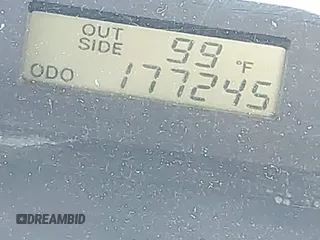 OUT SIDE 99 °F
ODO 177245
DREAMBID